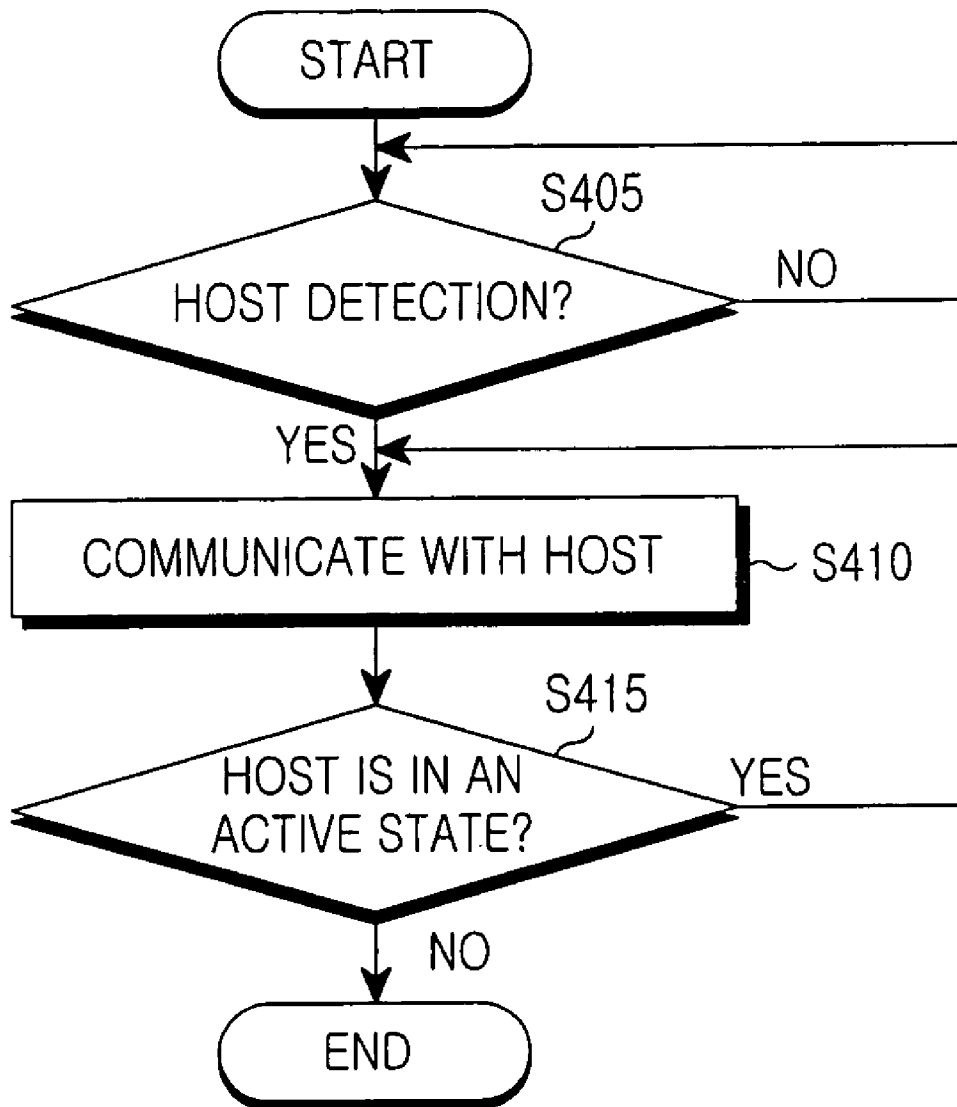 START
S405
HOST DETECTION?
NO
YES
COMMUNICATE WITH HOST
S410
S415
HOST IS IN AN
ACTIVE STATE?
YES
NO
END